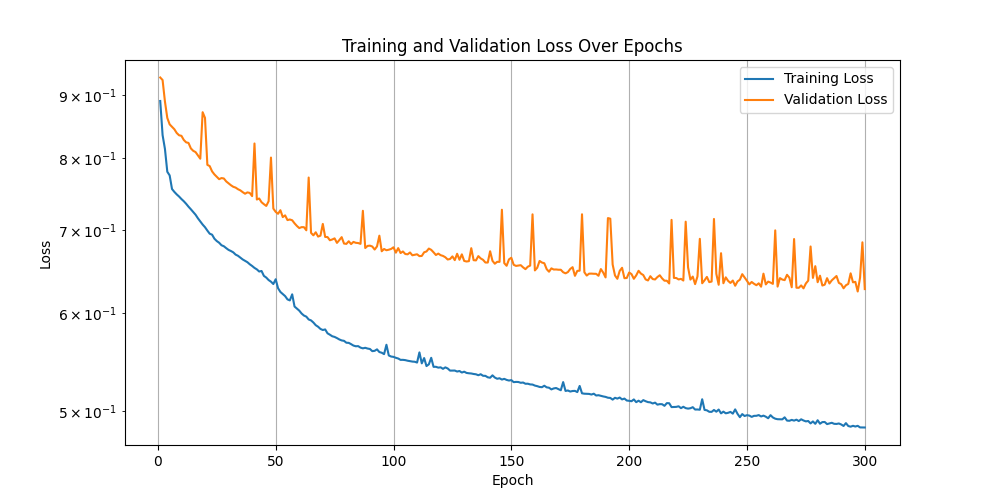 Training and Validation Loss Over Epochs
Training Loss
Validation Loss
9 × 10⁻¹
8 × 10⁻¹
7 × 10⁻¹
6 × 10⁻¹
5 × 10⁻¹
Loss
0 50 100 150 200 250 300
Epoch